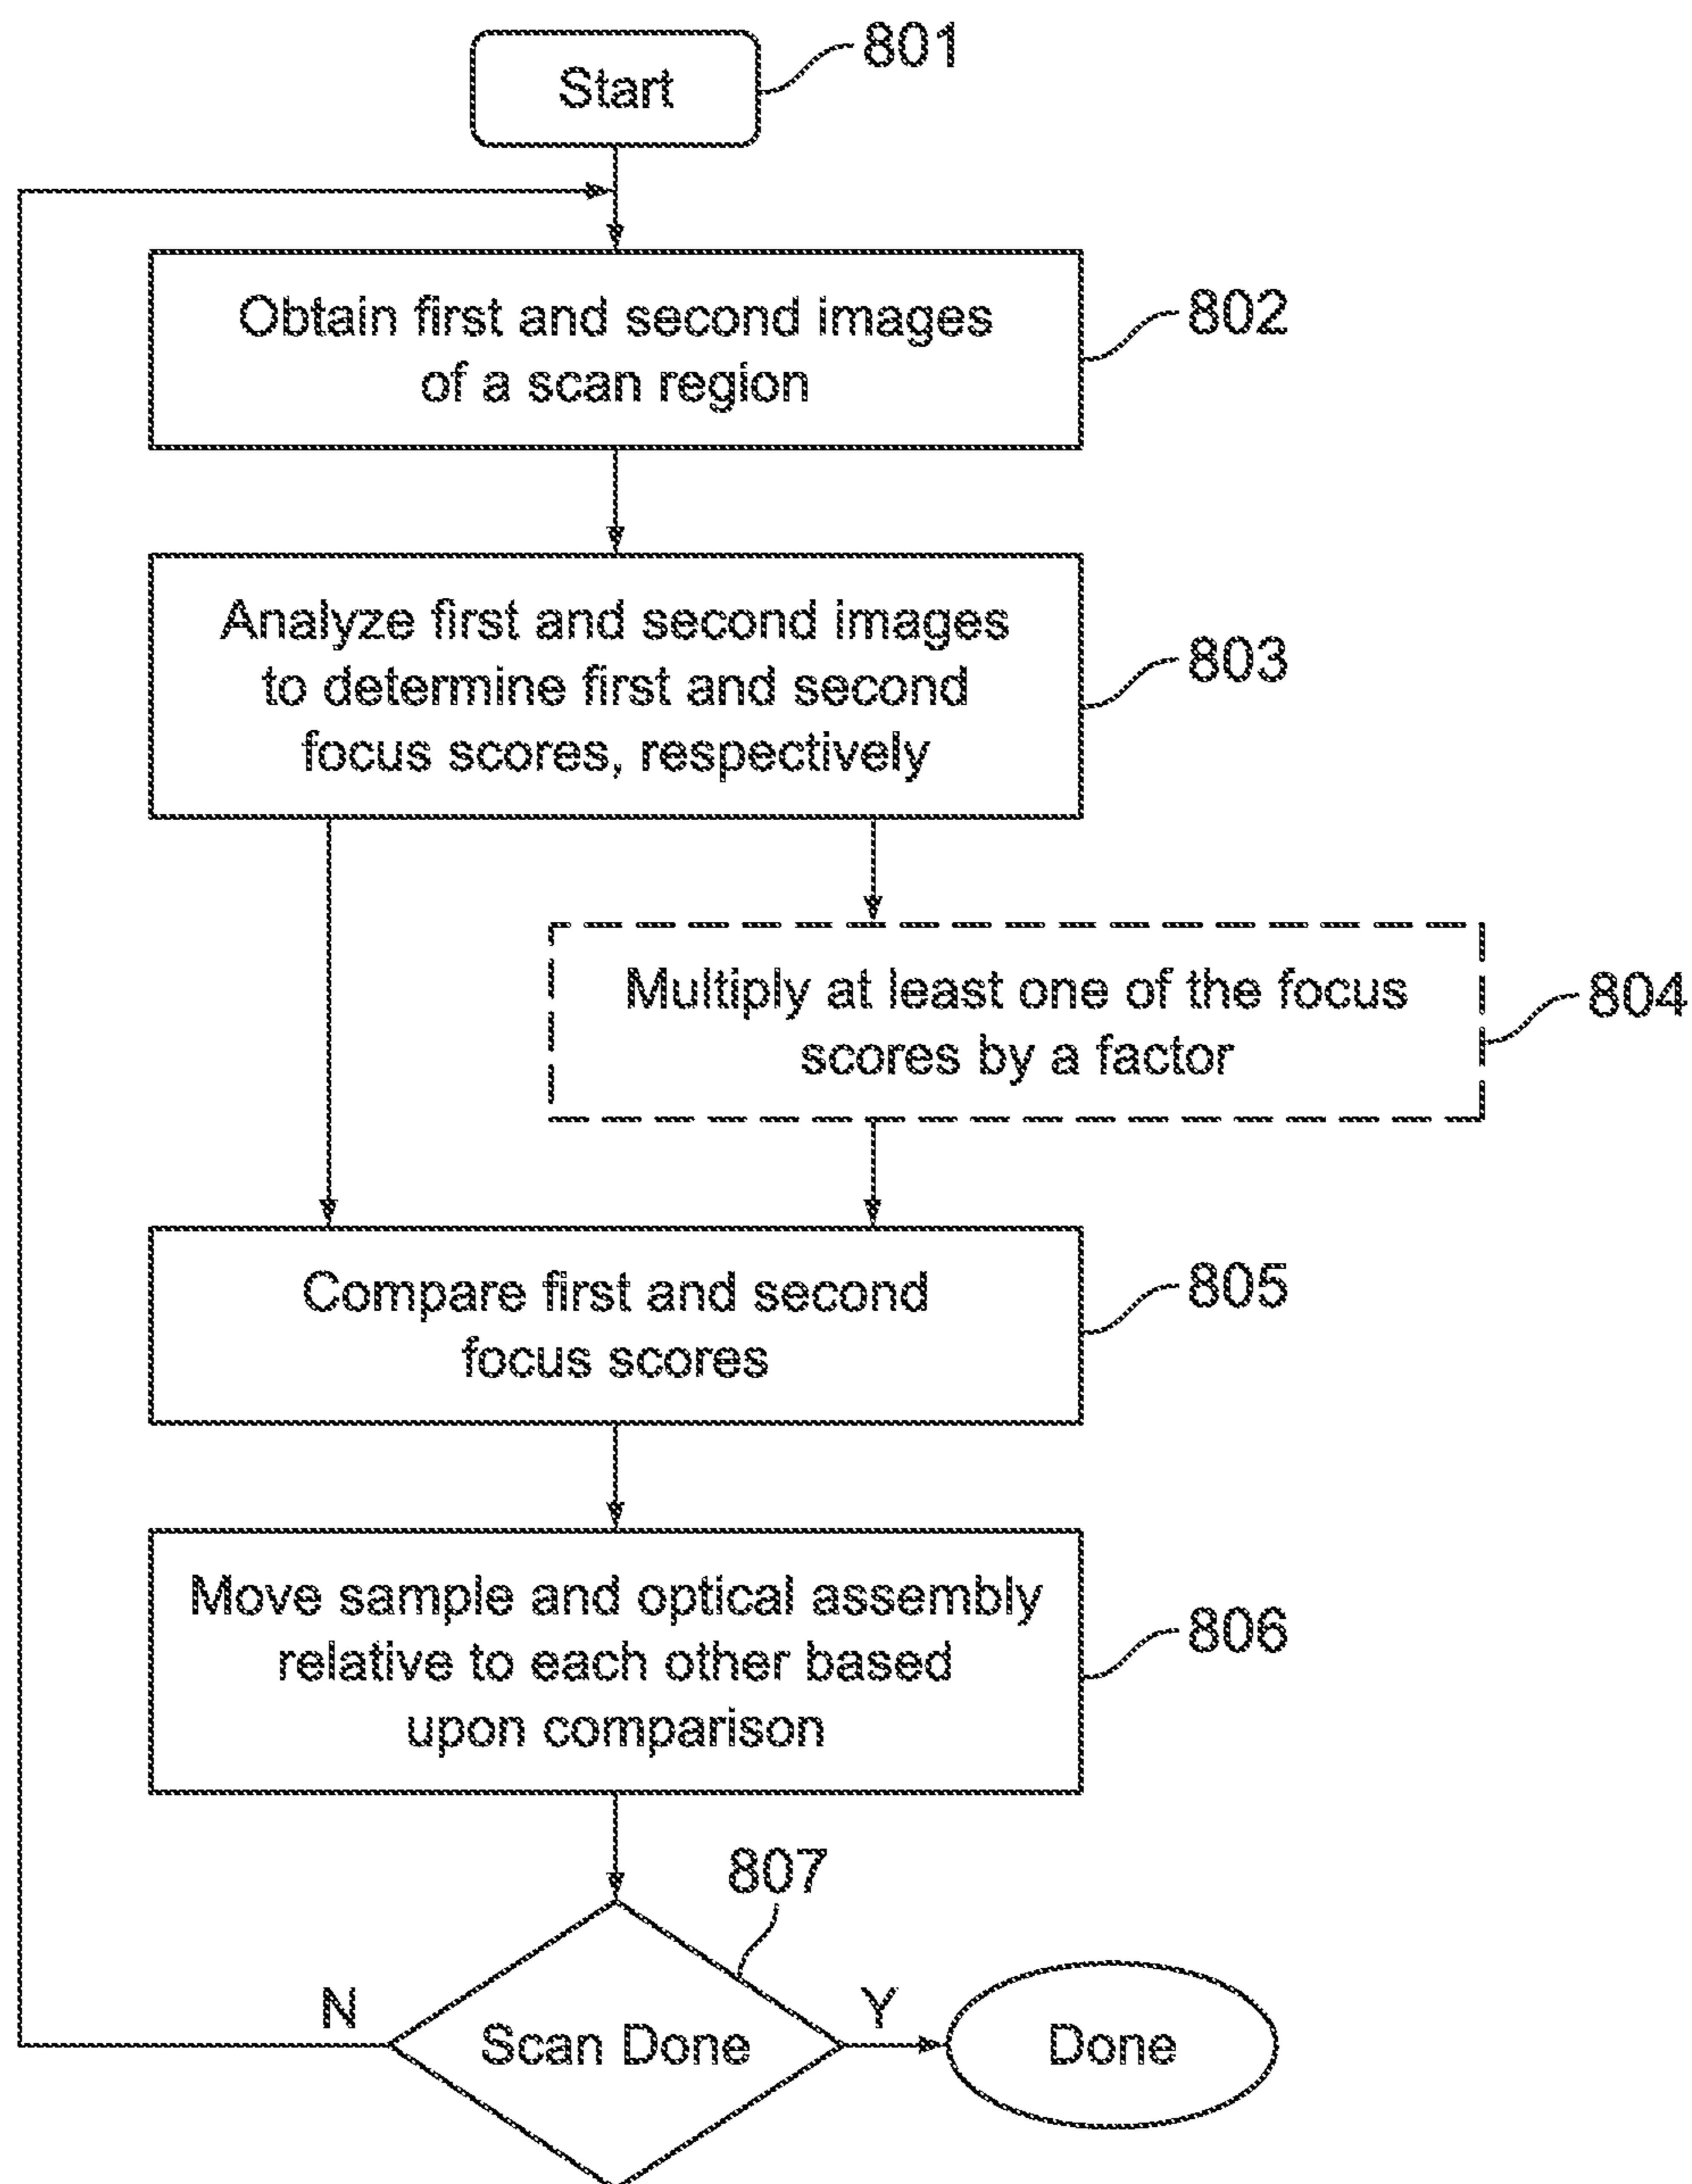 Start
801
Obtain first and second images
of a scan region
802
Analyze first and second images
to determine first and second
focus scores, respectively
803
Multiply at least one of the focus
scores by a factor
804
Compare first and second
focus scores
805
Move sample and optical assembly
relative to each other based
upon comparison
806
807
N
Scan Done
Y
Done